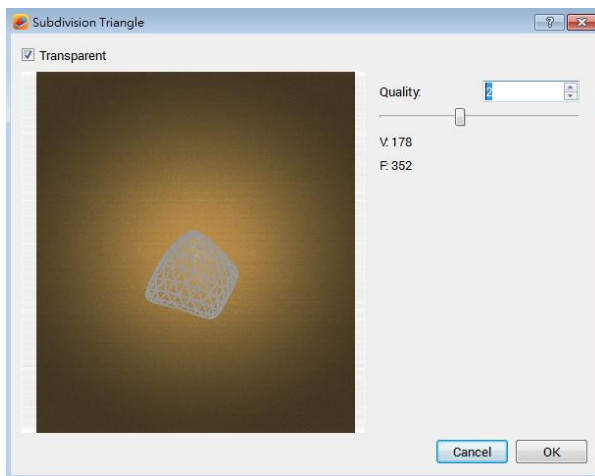 Subdivision Triangle
Transparent
Quality:
2
V: 178
F: 352
Cancel
OK